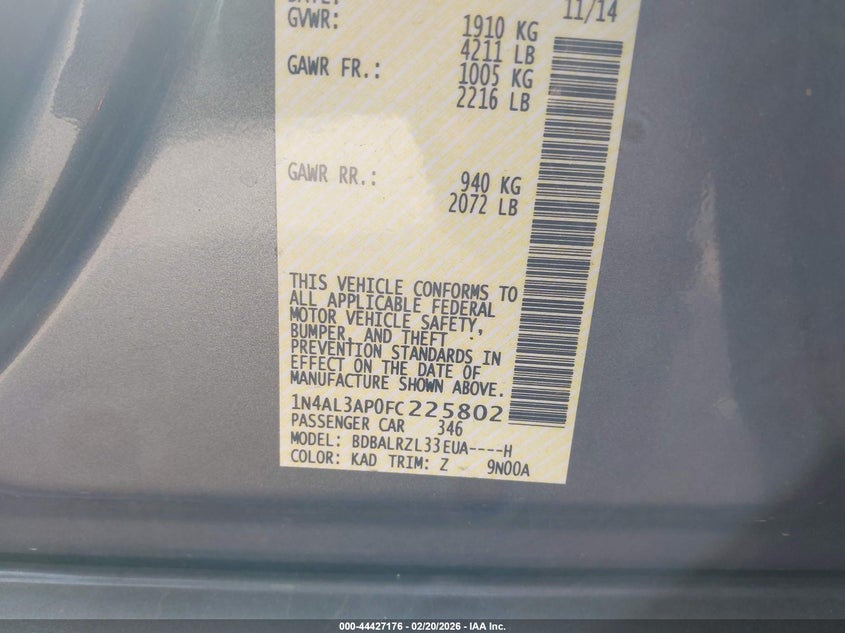 11/14
GVWR: 1910 KG
4211 LB
GAWR FR.: 1005 KG
2216 LB
GAWR RR.: 940 KG
2072 LB
THIS VEHICLE CONFORMS TO
ALL APPLICABLE FEDERAL
MOTOR VEHICLE SAFETY,
BUMPER, AND THEFT
PREVENTION STANDARDS IN
EFFECT ON THE DATE OF
MANUFACTURE SHOWN ABOVE.
1N4AL3AP0FC225802
PASSENGER CAR 346
MODEL: BDBALRZL33EUA----H
COLOR: KAD TRIM: Z 9N00A
000-44427176 - 02/20/2026 - IAA Inc.